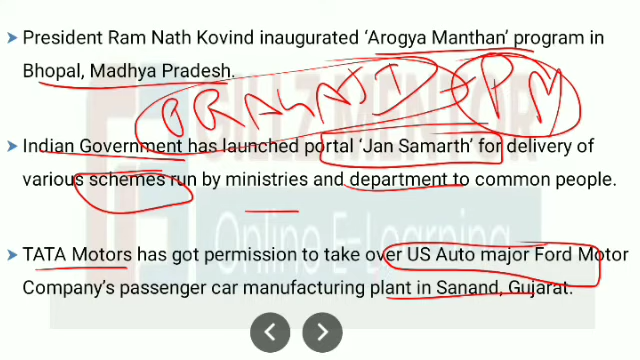 ➤ President Ram Nath Kovind inaugurated ‘Arogya Manthan’ program in
Bhopal, Madhya Pradesh.
PM
➤ Indian Government has launched portal ‘Jan Samarth’ for delivery of
various schemes run by ministries and department to common people.
Online E-Learning
➤ TATA Motors has got permission to take over US Auto major Ford Motor
Company’s passenger car manufacturing plant in Sanand, Gujarat.